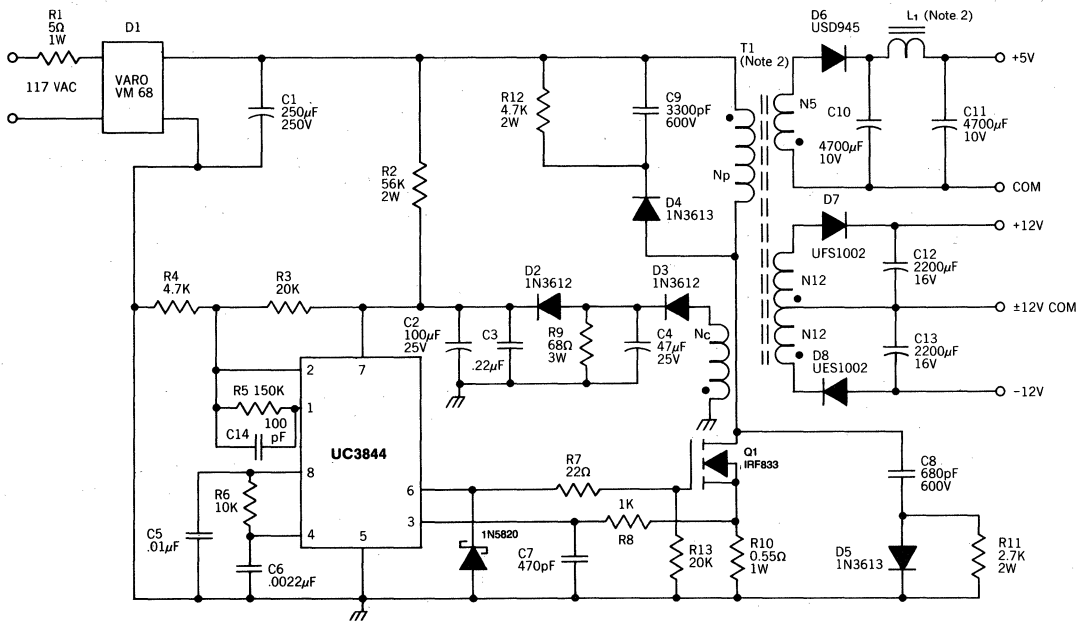 R1
5Ω
1W
D1
117 VAC
VARO
VM 68
C1
250µF
250V
R2
56K
2W
R12
4.7K
2W
C9
3300pF
600V
D4
1N3613
T1
(Note 2)
Np
D6
USD945
L1 (Note 2)
N5
C10
4700µF
10V
C11
4700µF
10V
+5V
COM
D7
UFS1002
+12V
N12
C12
2200µF
16V
±12V COM
N12
C13
2200µF
16V
D8
UES1002
−12V
R4
4.7K
R3
20K
C2
100µF
25V
C3
.22µF
D2
1N3612
R9
68Ω
3W
D3
1N3612
C4
47µF
25V
Nc
2
7
R5 150K
1
100
pF
C14
UC3844
8
R6
10K
4
5
6
3
C5
.01µF
C6
.0022µF
1N5820
R7
22Ω
1K
R8
C7
470pF
Q1
IRF833
R13
20K
R10
0.55Ω
1W
C8
680pF
600V
D5
1N3613
R11
2.7K
2W